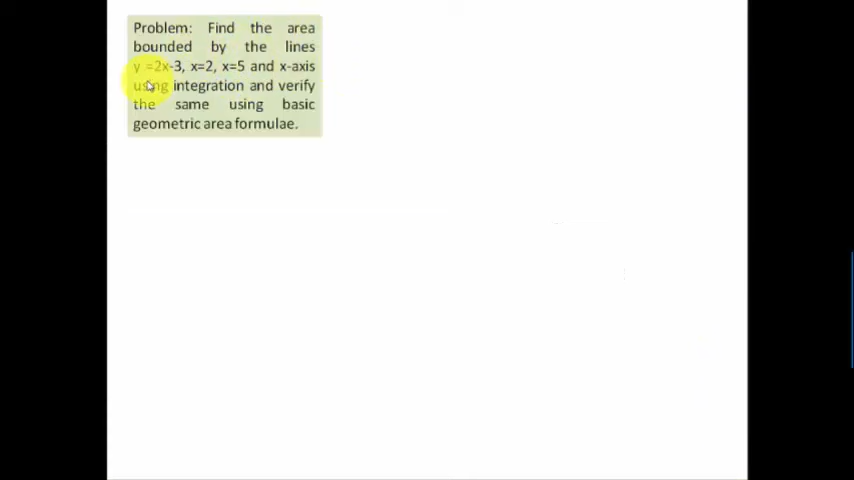 Problem: Find the area
bounded by the lines
y =2x-3, x=2, x=5 and x-axis
using integration and verify
the same using basic
geometric area formulae.